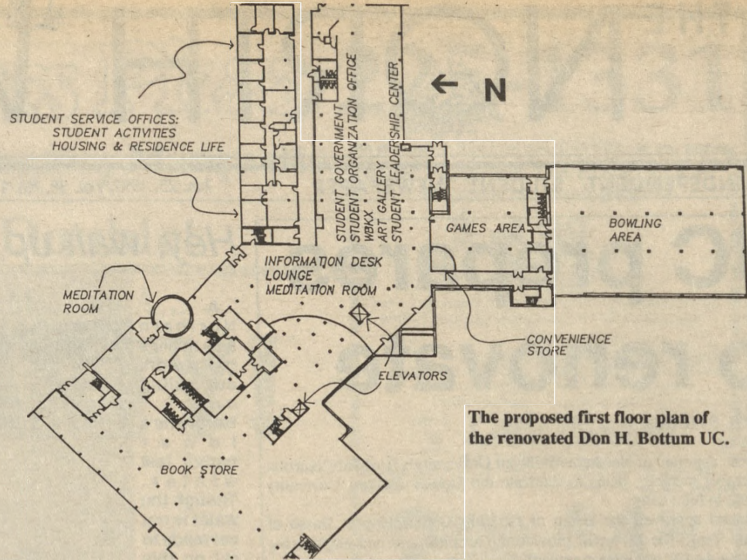 STUDENT SERVICE OFFICES:
STUDENT ACTIVITIES
HOUSING & RESIDENCE LIFE
STUDENT GOVERNMENT
STUDENT ORGANIZATION OFFICE
WBKX
ART GALLERY
STUDENT LEADERSHIP CENTER
← N
GAMES AREA
BOWLING
AREA
INFORMATION DESK
LOUNGE
MEDITATION ROOM
MEDITATION
ROOM
CONVENIENCE
STORE
ELEVATORS
BOOK STORE
The proposed first floor plan of
the renovated Don H. Bottum UC.